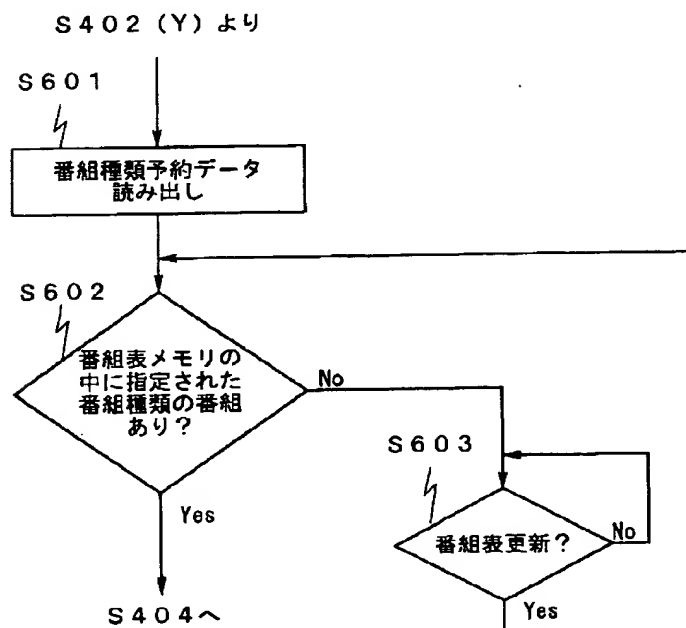 S402(Y)より
S601
番組種類予約データ
読み出し
S602
番組表メモリの
中に指定された
番組種類の番組
あり?
No
Yes
S404へ
S603
番組表更新?
No
Yes